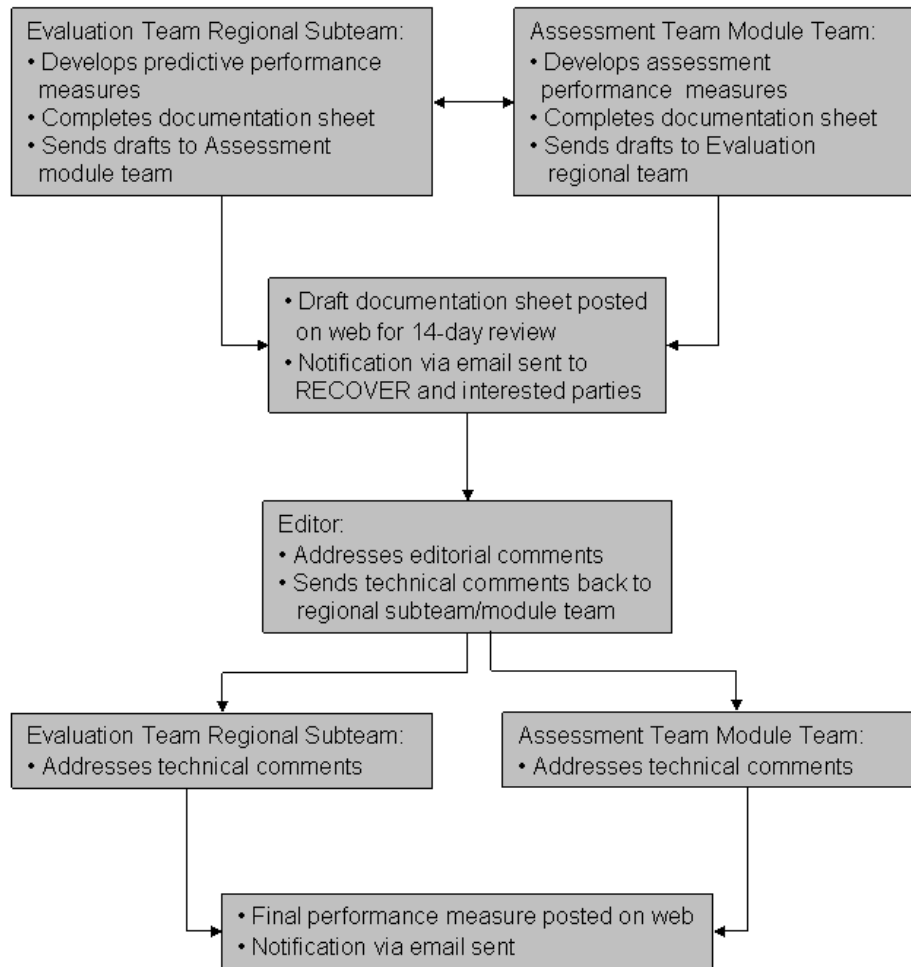 Evaluation Team Regional Subteam:
• Develops predictive performance
measures
• Completes documentation sheet
• Sends drafts to Assessment
module team
Assessment Team Module Team:
• Develops assessment
performance measures
• Completes documentation sheet
• Sends drafts to Evaluation
regional team
• Draft documentation sheet posted
on web for 14-day review
• Notification via email sent to
RECOVER and interested parties
Editor:
• Addresses editorial comments
• Sends technical comments back to
regional subteam/module team
Evaluation Team Regional Subteam:
• Addresses technical comments
Assessment Team Module Team:
• Addresses technical comments
• Final performance measure posted on web
• Notification via email sent